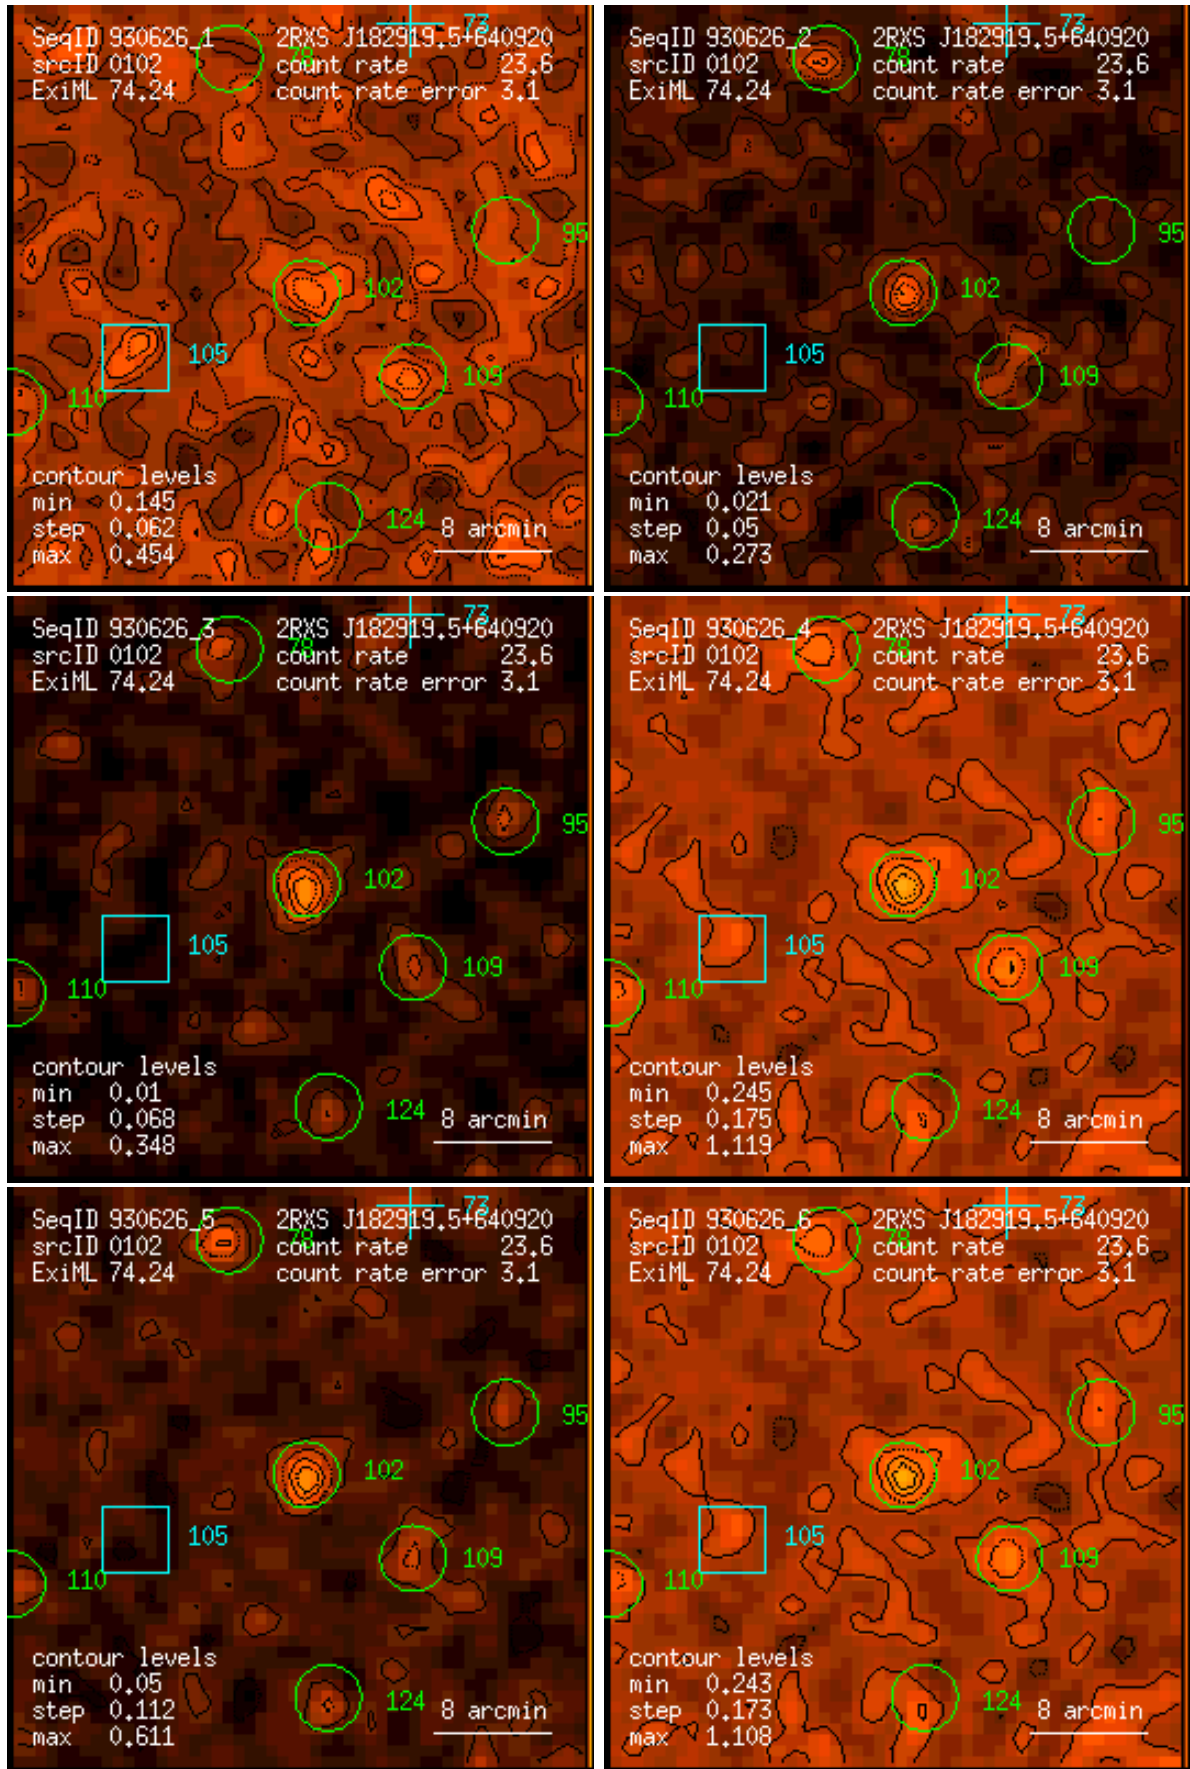 73
SeqID 930626_1 2RXS J182919.5+640920
78
srcID 0102 count rate 23.6
ExiML 74.24 count rate error 3.1
95
102
105
109
110
contour levels
min 0.145
124
step 0.062 8 arcmin
max 0.454
73
SeqID 930626_2 2RXS J182919.5+640920
78
srcID 0102 count rate 23.6
ExiML 74.24 count rate error 3.1
95
102
105
109
110
contour levels
min 0.021
124
step 0.05 8 arcmin
max 0.273
73
SeqID 930626_3 2RXS J182919.5+640920
78
srcID 0102 count rate 23.6
ExiML 74.24 count rate error 3.1
95
102
105
109
110
contour levels
min 0.01
124
step 0.068 8 arcmin
max 0.348
73
SeqID 930626_4 2RXS J182919.5+640920
78
srcID 0102 count rate 23.6
ExiML 74.24 count rate error 3.1
95
102
105
109
110
contour levels
min 0.245
124
step 0.175 8 arcmin
max 1.119
73
SeqID 930626_5 2RXS J182919.5+640920
78
srcID 0102 count rate 23.6
ExiML 74.24 count rate error 3.1
95
102
105
109
110
contour levels
min 0.05
124
step 0.112 8 arcmin
max 0.611
73
SeqID 930626_6 2RXS J182919.5+640920
78
srcID 0102 count rate 23.6
ExiML 74.24 count rate error 3.1
95
102
105
109
110
contour levels
min 0.243
124
step 0.173 8 arcmin
max 1.108